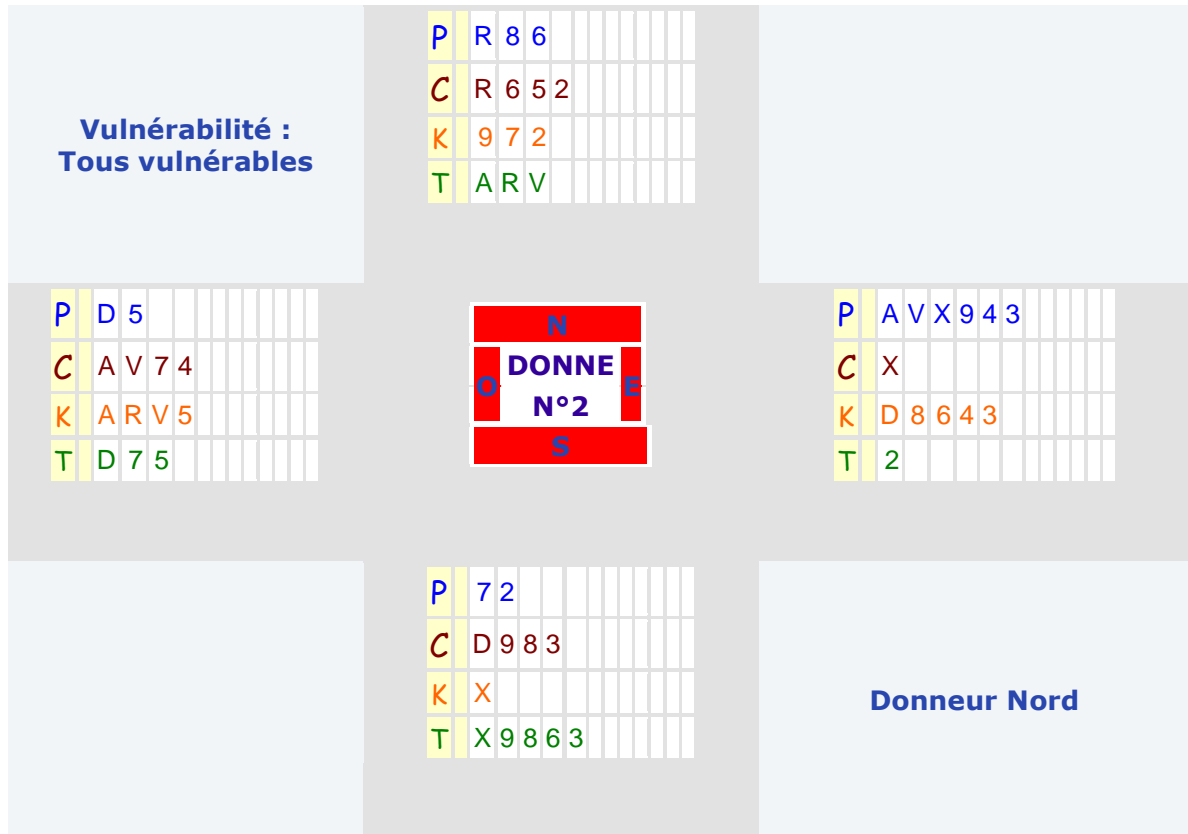 P R 8 6
C R 6 5 2
K 9 7 2
T A R V
Vulnérabilité :
Tous vulnérables
P D 5
C A V 7 4
K A R V 5
T D 7 5
N
O DONNE E
N°2
S
P A V X 9 4 3
C X
K D 8 6 4 3
T 2
P 7 2
C D 9 8 3
K X
T X 9 8 6 3
Donneur Nord